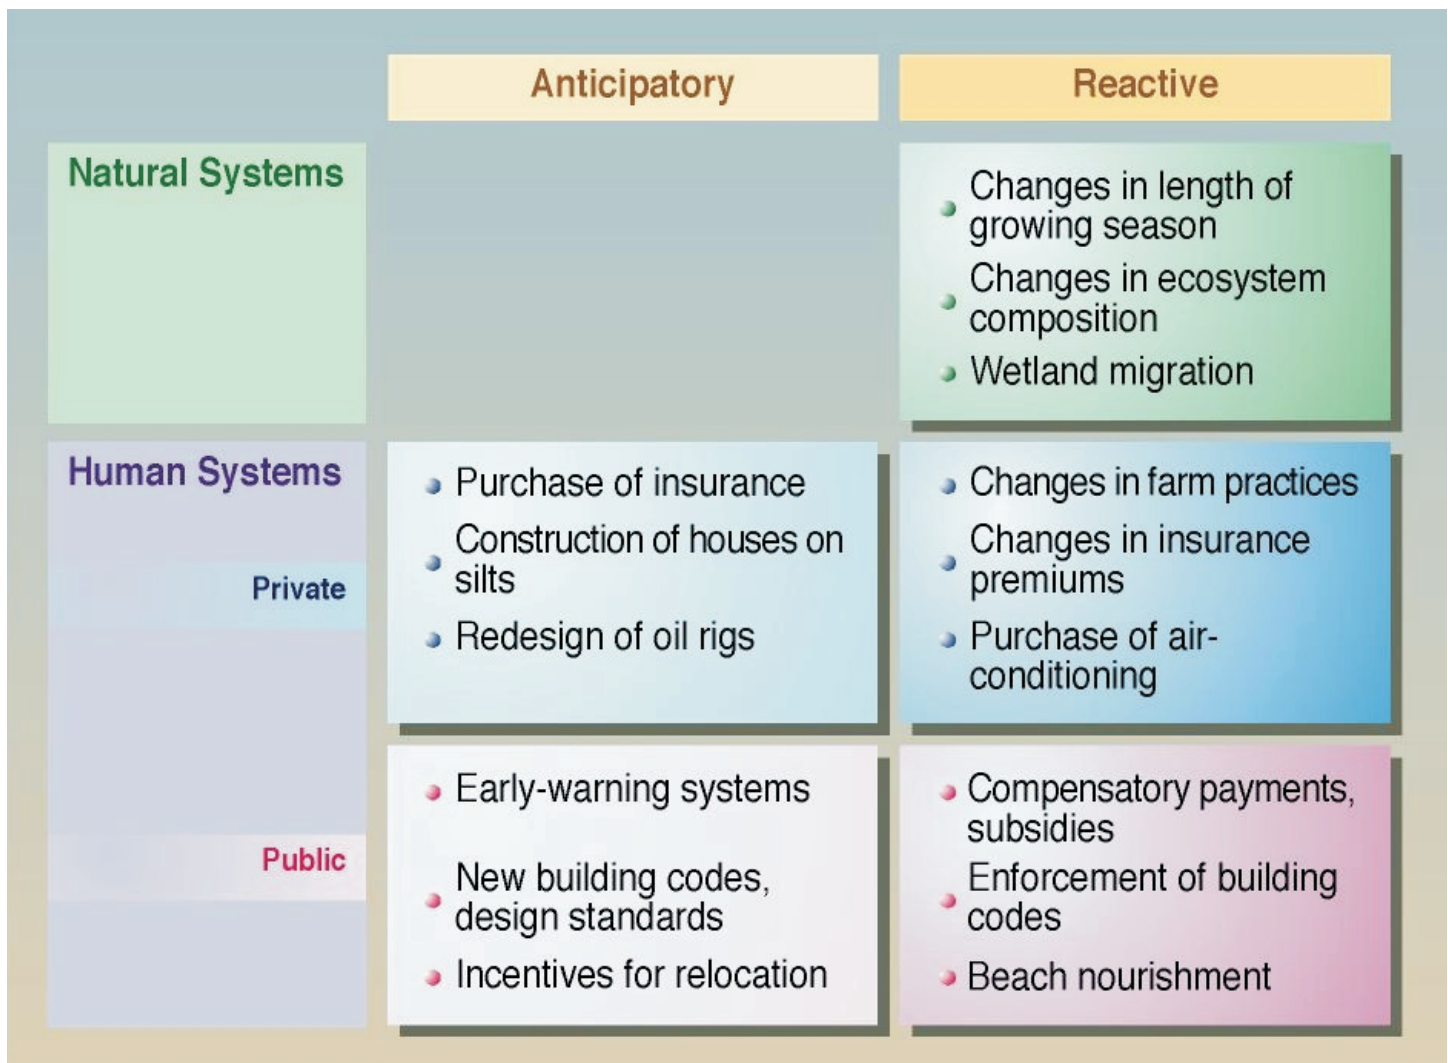 Anticipatory
Reactive
Natural Systems
Changes in length of
growing season
Changes in ecosystem
composition
Wetland migration
Human Systems
Private
Purchase of insurance
Construction of houses on
silts
Redesign of oil rigs
Changes in farm practices
Changes in insurance
premiums
Purchase of air-
conditioning
Public
Early-warning systems
New building codes,
design standards
Incentives for relocation
Compensatory payments,
subsidies
Enforcement of building
codes
Beach nourishment